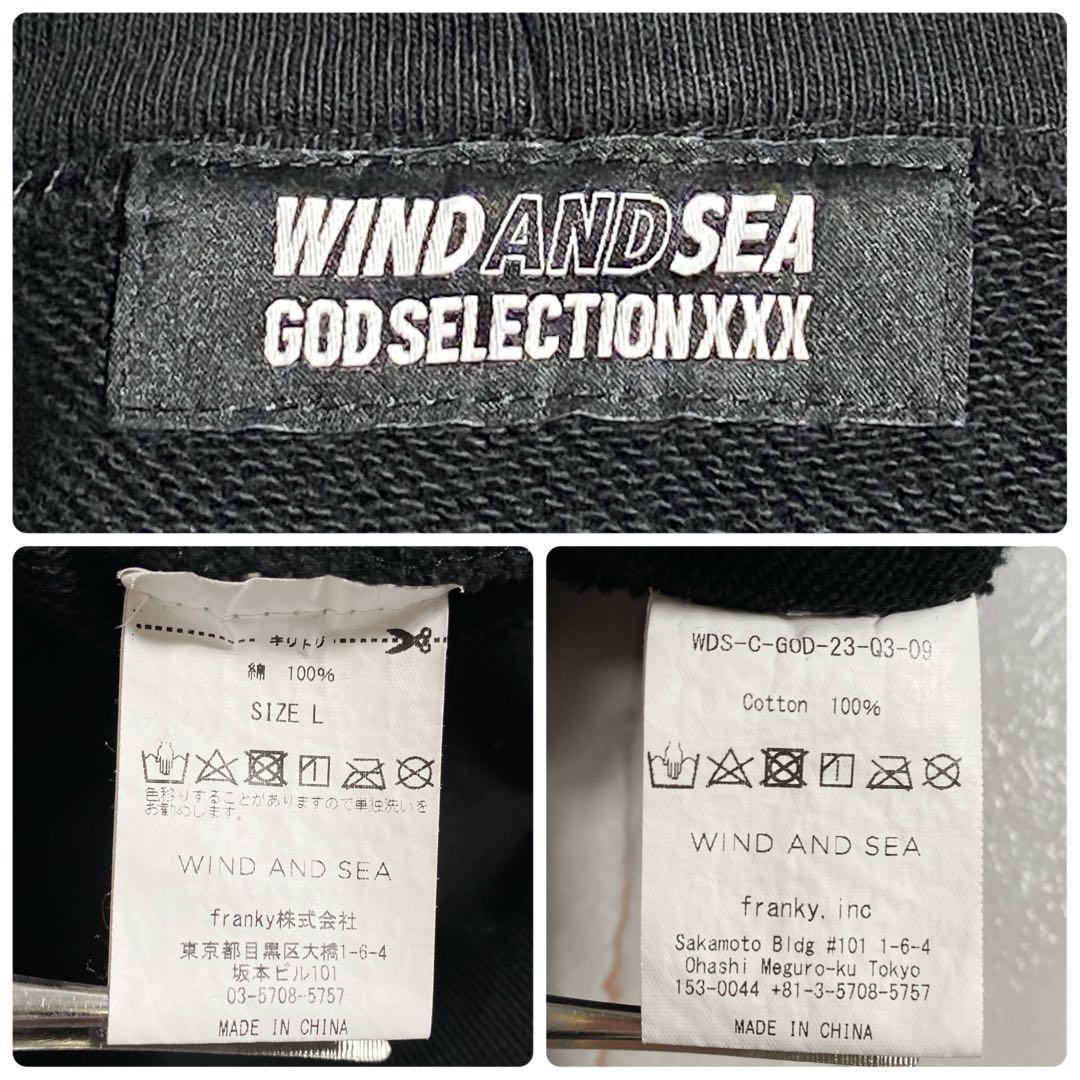 WIND AND SEA
GOD SELECTION XXX
キリトリ
綿 100%
SIZE L
色移りすることがありますので単独洗いを
お勧めします。
WIND AND SEA
franky株式会社
東京都目黒区大橋1-6-4
坂本ビル101
03-5708-5757
MADE IN CHINA
WDS-C-GOD-23-Q3-09
Cotton 100%
WIND AND SEA
franky, inc
Sakamoto Bldg #101 1-6-4
Ohashi Meguro-ku Tokyo
153-0044 +81-3-5708-5757
MADE IN CHINA